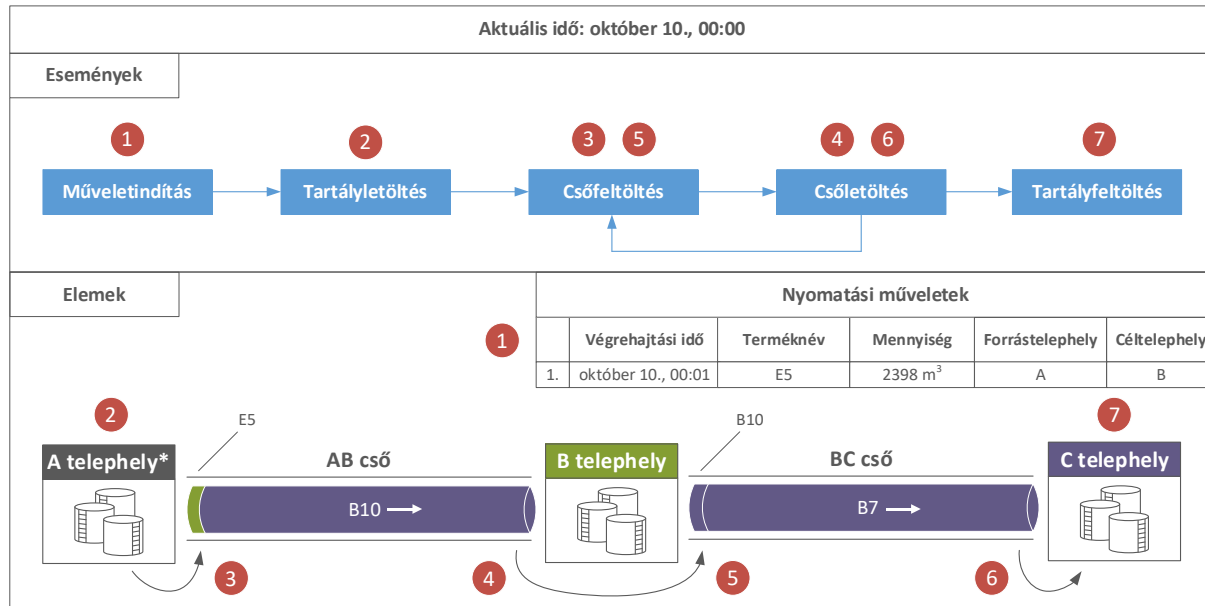 Aktuális idő: október 10., 00:00
Események
1
2
3
5
4
6
7
Műveletindítás
Tartályletöltés
Csőfeltöltés
Csőletöltés
Tartályfeltöltés
Elemek
Nyomatási műveletek
1
Végrehajtási idő
Terméknév
Mennyiség
Forrástelephely
Céltelephely
1.
október 10., 00:01
E5
2398 m³
A
B
2
E5
B10
7
A telephely*
AB cső
B telephely
BC cső
C telephely
B10
B7
3
4
5
6